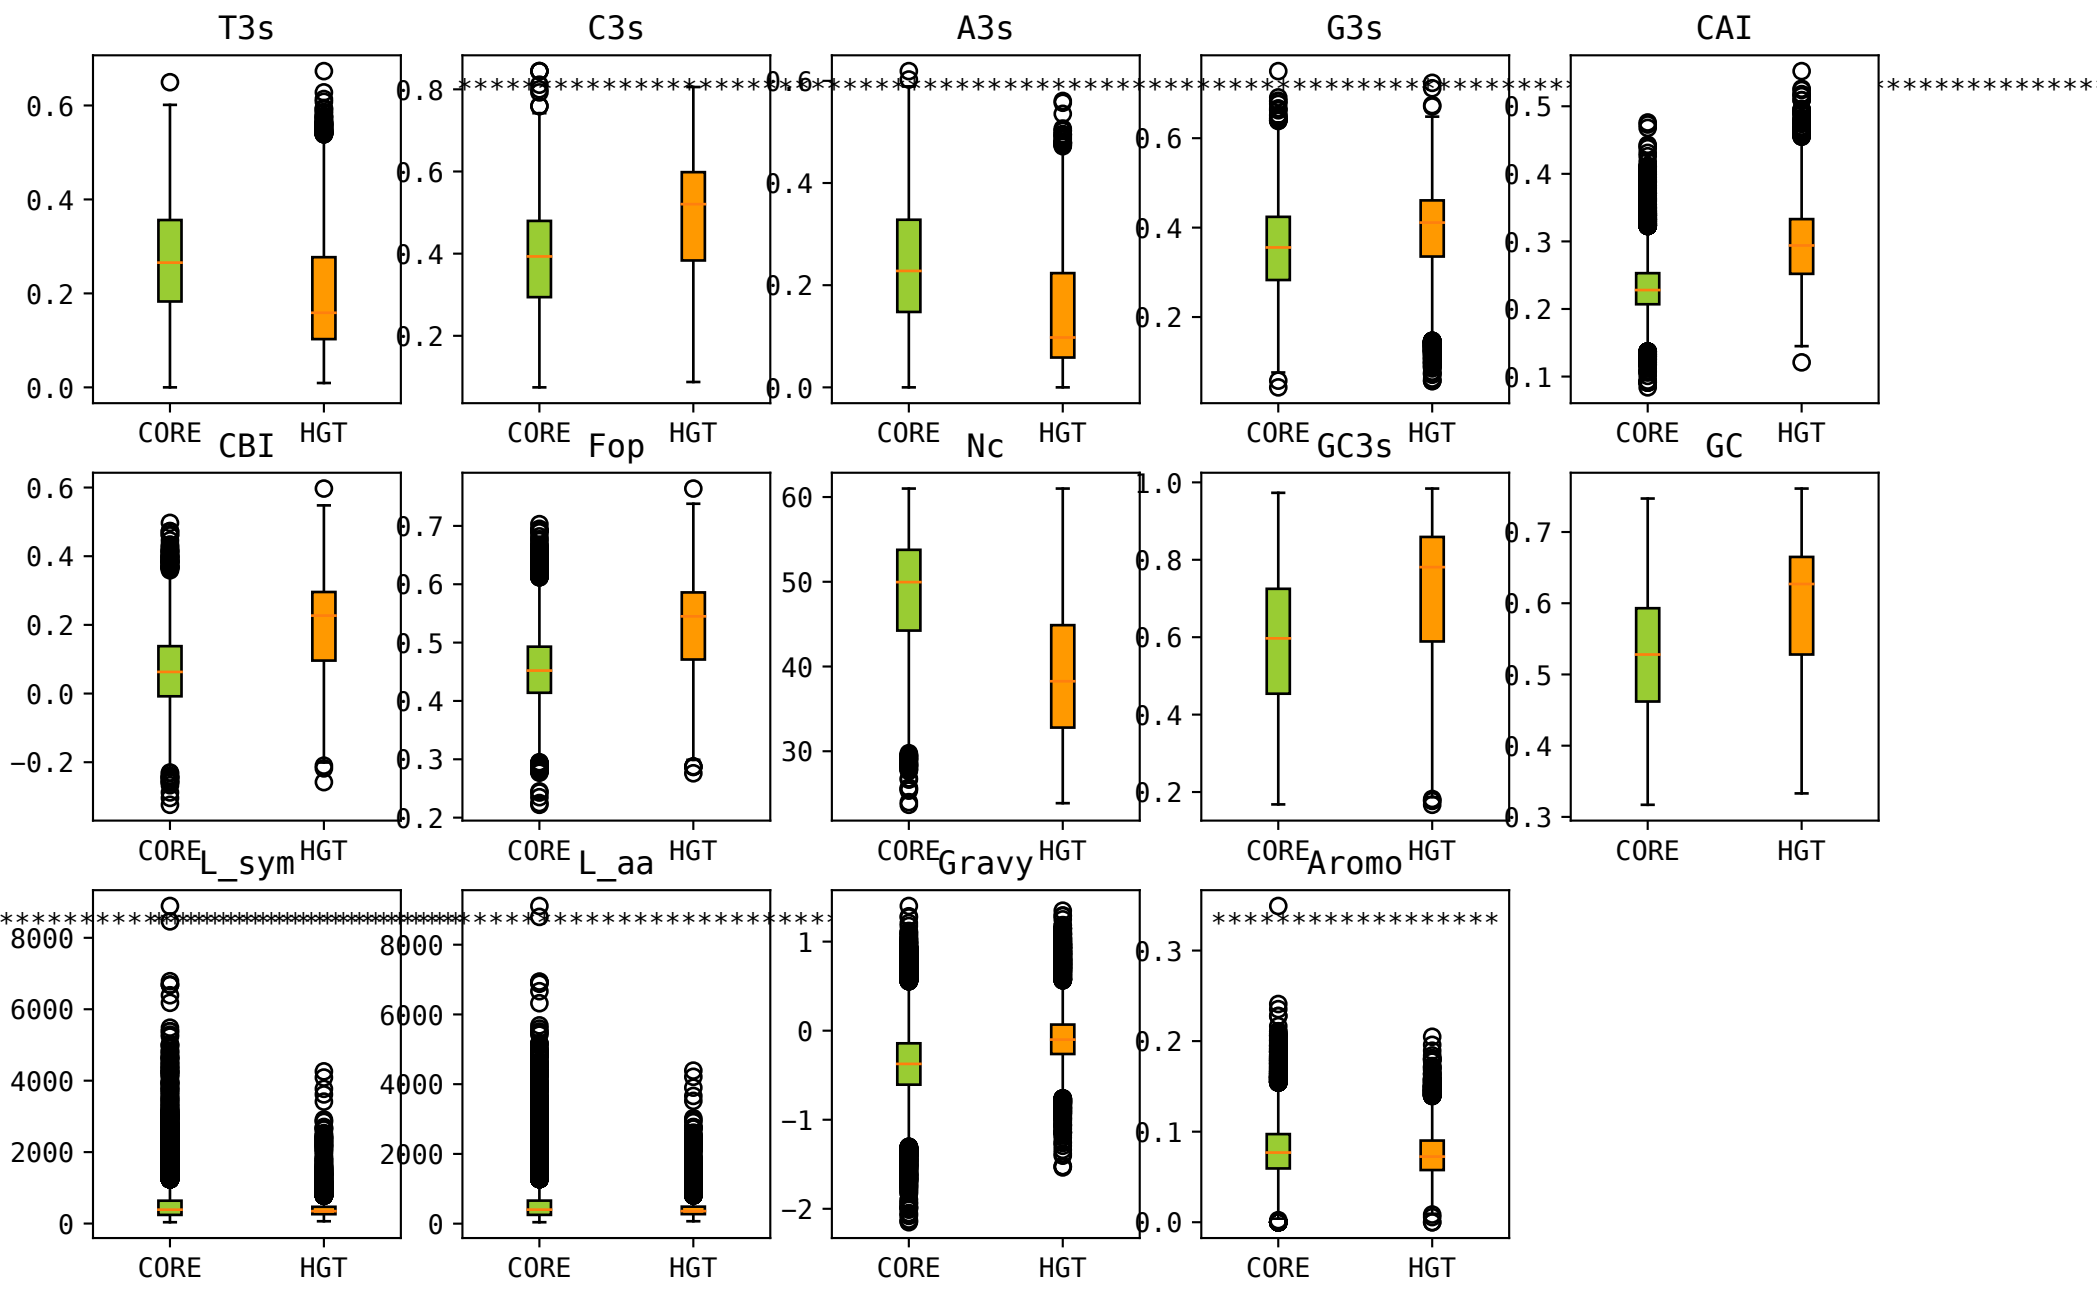 T3s C3s A3s G3s CAI
0.6 0.4 0.2 0.0
0.8 0.6 0.4 0.2
0.6 0.4 0.2 0.0
0.6 0.4 0.2
0.5 0.4 0.3 0.2 0.1
CORE HGT CORE HGT CORE HGT CORE HGT CORE HGT
CBI Fop Nc GC3s GC
0.6 0.4 0.2 0.0 −0.2
0.7 0.6 0.5 0.4 0.3 0.2
60 50 40 30
1.0 0.8 0.6 0.4 0.2
0.7 0.6 0.5 0.4 0.3
CORE HGT CORE HGT CORE HGT CORE HGT CORE HGT
L_sym L_aa Gravy Aromo
*****************
8000 6000 4000 2000 0
8000 6000 4000 2000 0
1 0 −1 −2
0.3 0.2 0.1 0.0
CORE HGT CORE HGT CORE HGT CORE HGT